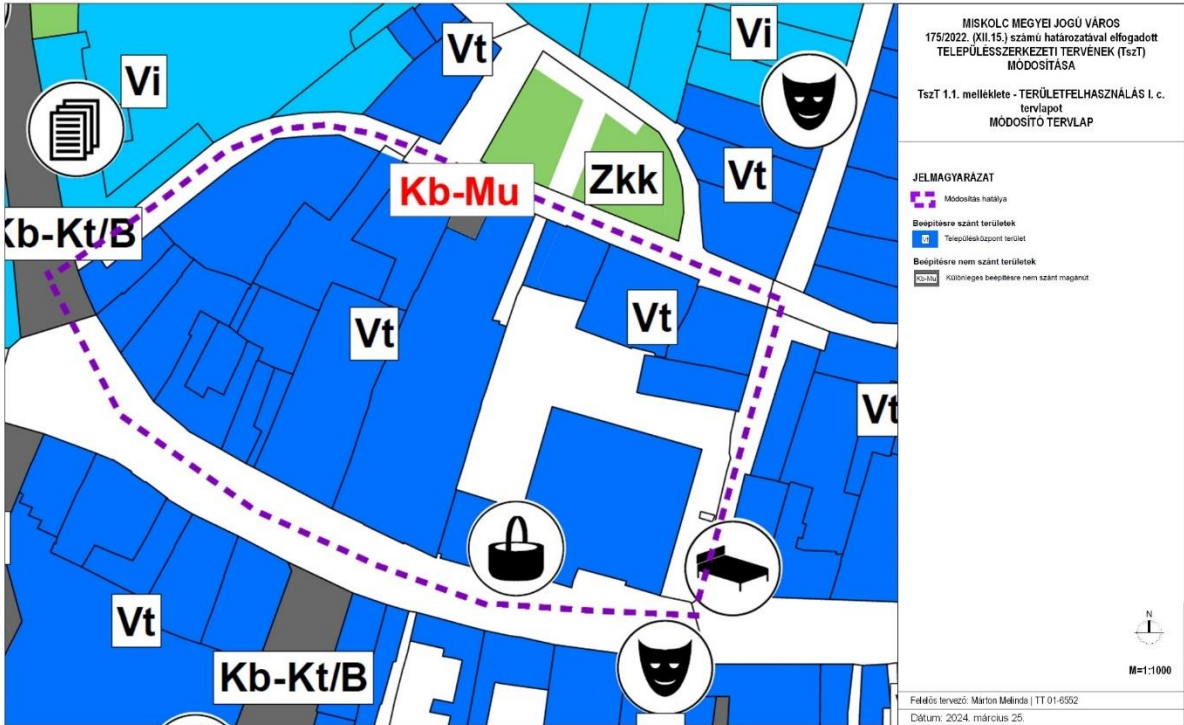 Vi
Vt
Vi
Kb-Mu
Zkk
Vt
Kb-Kt/B
Vt
Vt
Vt
Vt
Kb-Kt/B
MISKOLC MEGYEI JOGÚ VÁROS
175/2022. (XII.15.) számú határozatával elfogadott
TELEPÜLÉSSZERKEZETI TERVÉNEK (TszT)
MÓDOSÍTÁSA
TszT 1.1. melléklete - TERÜLETFELHASZNÁLÁS I. c.
tervlapot
MÓDOSÍTÓ TERVLAP
JELMAGYARÁZAT
Módosítás hatálya
Beépítésre szánt területek
Vt Településközpont terület
Beépítésre nem szánt területek
Kb-Mu Különleges beépítésre nem szánt magánút
N
M=1:1000
Felelős tervező: Márton Melinda | TT 01-6552
Dátum: 2024. március 25.